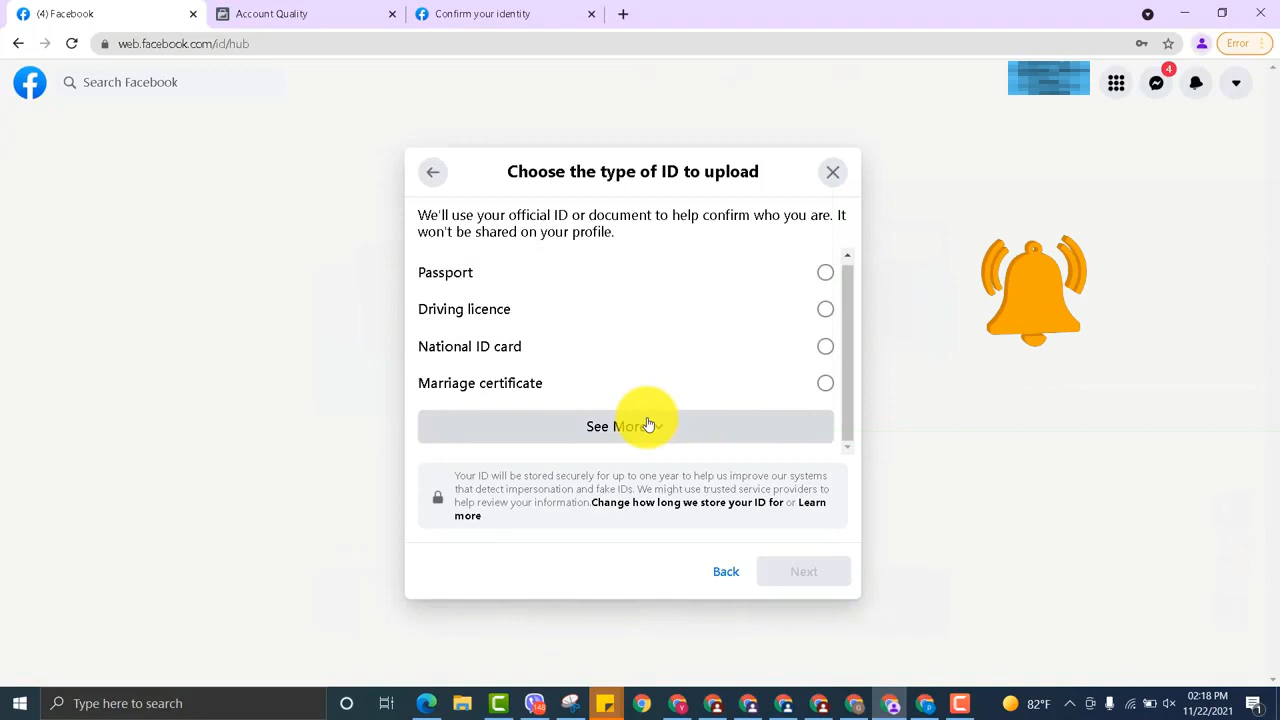 (4) Facebook
Account Quality
Confirm your identity
web.facebook.com/id/hub
Error
Search Facebook
4
Choose the type of ID to upload
We'll use your official ID or document to help confirm who you are. It
won't be shared on your profile.
Passport
Driving licence
National ID card
Marriage certificate
See More
Your ID will be stored securely for up to one year to help us improve our systems
that detect impersonation and fake IDs. We might use trusted service providers to
help review your information.Change how long we store your ID for or Learn
more
Back
Next
Type here to search
148
82°F
02:18 PM
11/22/2021